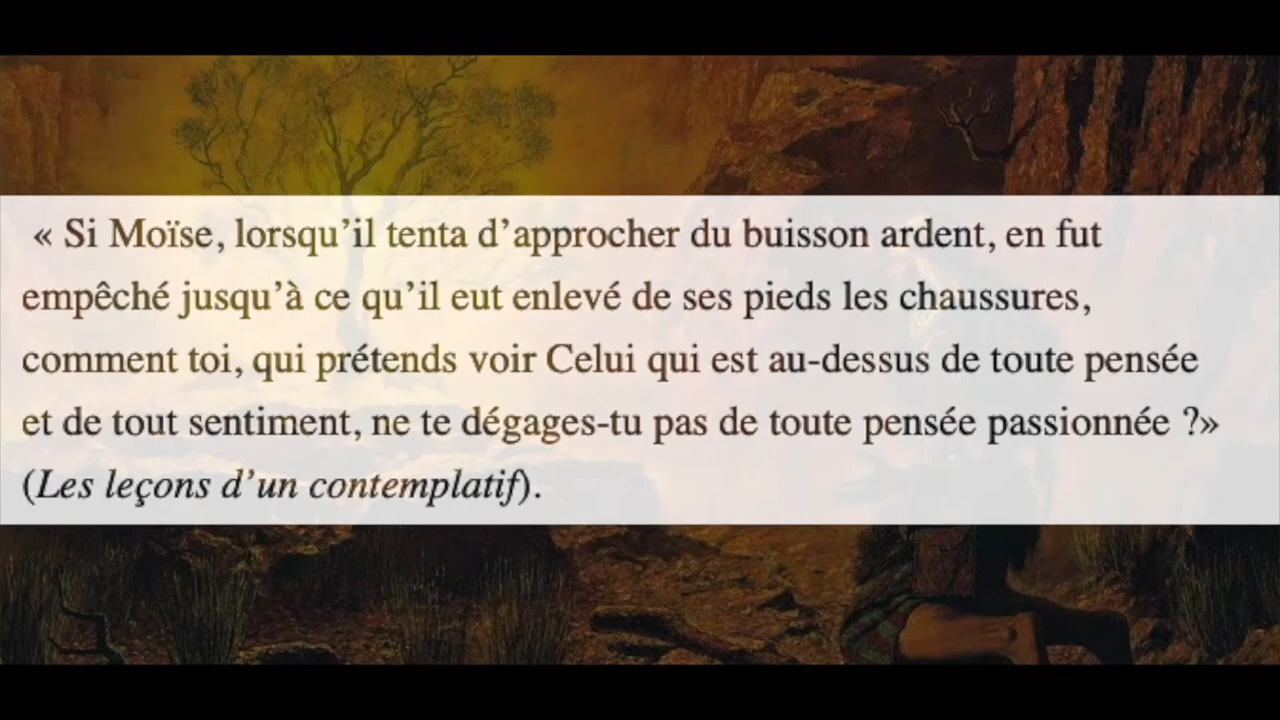 « Si Moïse, lorsqu’il tenta d’approcher du buisson ardent, en fut
empêché jusqu’à ce qu’il eut enlevé de ses pieds les chaussures,
comment toi, qui prétends voir Celui qui est au-dessus de toute pensée
et de tout sentiment, ne te dégages-tu pas de toute pensée passionnée ?»
(Les leçons d’un contemplatif).